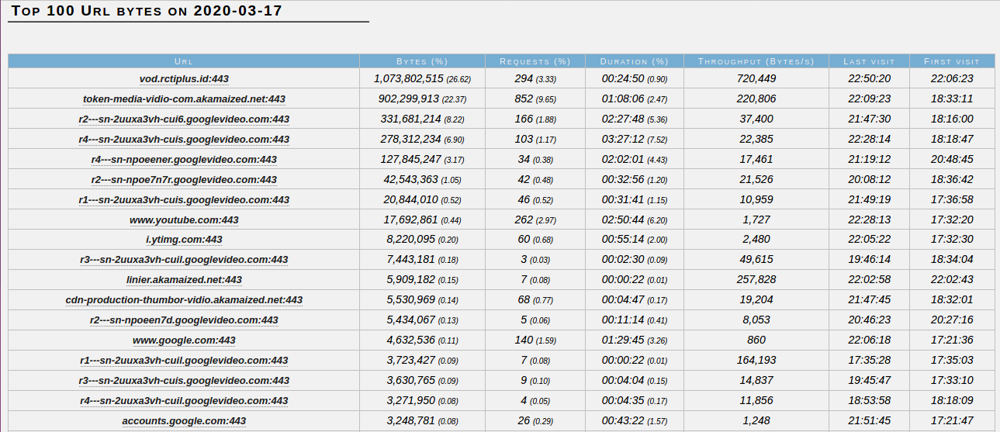 Top 100 Url bytes on 2020-03-17
Url Bytes (%) Requests (%) Duration (%) Throughput (Bytes/s) Last visit First visit
vod.rctiplus.id:443 1,073,802,515 (26.62) 294 (3.33) 00:24:50 (0.90) 720,449 22:50:20 22:06:23
token-media-vidio-com.akamaized.net:443 902,299,913 (22.37) 852 (9.65) 01:08:06 (2.47) 220,806 22:09:23 18:33:11
r2---sn-2uuxa3vh-cui6.googlevideo.com:443 331,681,214 (8.22) 166 (1.88) 02:27:48 (5.36) 37,400 21:47:30 18:16:00
r4---sn-2uuxa3vh-cuis.googlevideo.com:443 278,312,234 (6.90) 103 (1.17) 03:27:12 (7.52) 22,385 22:28:14 18:18:47
r4---sn-npoeener.googlevideo.com:443 127,845,247 (3.17) 34 (0.38) 02:02:01 (4.43) 17,461 21:19:12 20:48:45
r2---sn-npoe7n7r.googlevideo.com:443 42,543,363 (1.05) 42 (0.48) 00:32:56 (1.20) 21,526 20:08:12 18:36:42
r1---sn-2uuxa3vh-cuis.googlevideo.com:443 20,844,010 (0.52) 46 (0.52) 00:31:41 (1.15) 10,959 21:49:19 17:36:58
www.youtube.com:443 17,692,861 (0.44) 262 (2.97) 02:50:44 (6.20) 1,727 22:28:13 17:32:20
i.ytimg.com:443 8,220,095 (0.20) 60 (0.68) 00:55:14 (2.00) 2,480 22:05:22 17:32:30
r3---sn-2uuxa3vh-cuil.googlevideo.com:443 7,443,181 (0.18) 3 (0.03) 00:02:30 (0.09) 49,615 19:46:14 18:34:04
linier.akamaized.net:443 5,909,182 (0.15) 7 (0.08) 00:00:22 (0.01) 257,828 22:02:58 22:02:43
cdn-production-thumbor-vidio.akamaized.net:443 5,530,969 (0.14) 68 (0.77) 00:04:47 (0.17) 19,204 21:47:45 18:32:01
r2---sn-npoeen7d.googlevideo.com:443 5,434,067 (0.13) 5 (0.06) 00:11:14 (0.41) 8,053 20:46:23 20:27:16
www.google.com:443 4,632,536 (0.11) 140 (1.59) 01:29:45 (3.26) 860 22:06:18 17:21:36
r1---sn-2uuxa3vh-cuil.googlevideo.com:443 3,723,427 (0.09) 7 (0.08) 00:00:22 (0.01) 164,193 17:35:28 17:35:03
r3---sn-2uuxa3vh-cuis.googlevideo.com:443 3,630,765 (0.09) 9 (0.10) 00:04:04 (0.15) 14,837 19:45:47 17:33:10
r4---sn-2uuxa3vh-cuil.googlevideo.com:443 3,271,950 (0.08) 4 (0.05) 00:04:35 (0.17) 11,856 18:53:58 18:18:09
accounts.google.com:443 3,248,781 (0.08) 26 (0.29) 00:43:22 (1.57) 1,248 21:51:45 17:21:47